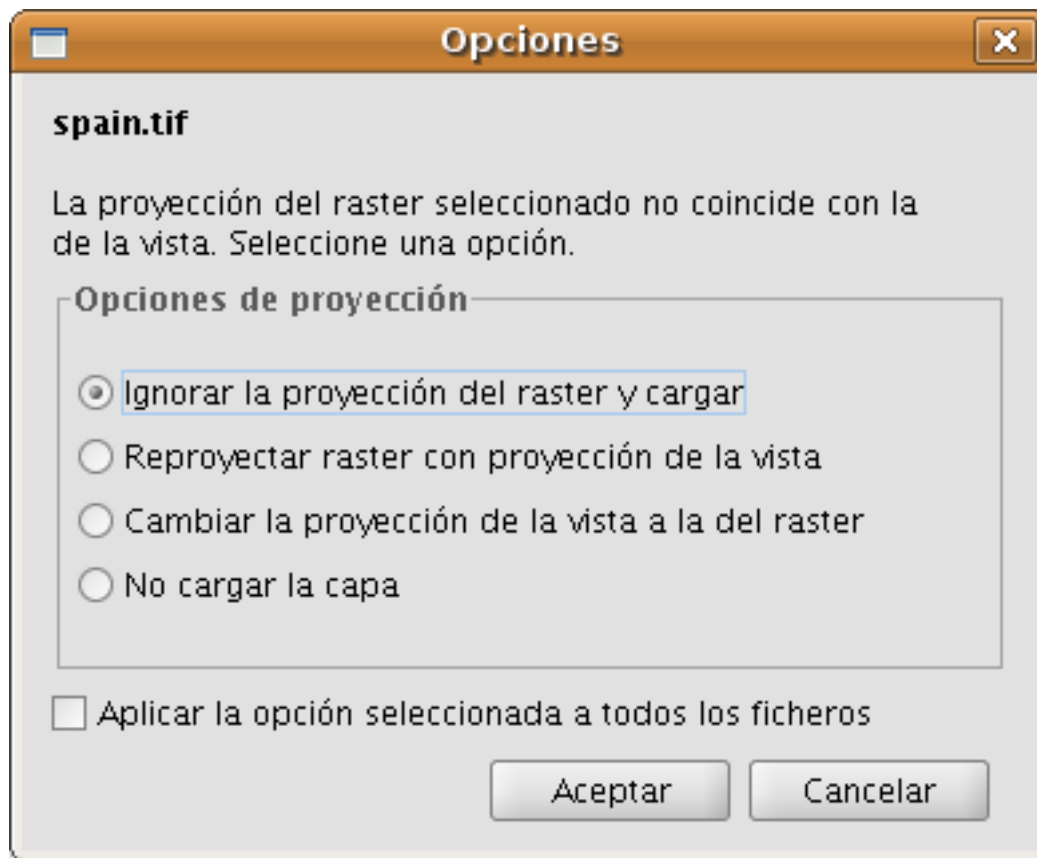 Opciones
spain.tif
La proyección del raster seleccionado no coincide con la
de la vista. Seleccione una opción.
Opciones de proyección
Ignorar la proyección del raster y cargar
Reproyectar raster con proyección de la vista
Cambiar la proyección de la vista a la del raster
No cargar la capa
Aplicar la opción seleccionada a todos los ficheros
Aceptar Cancelar